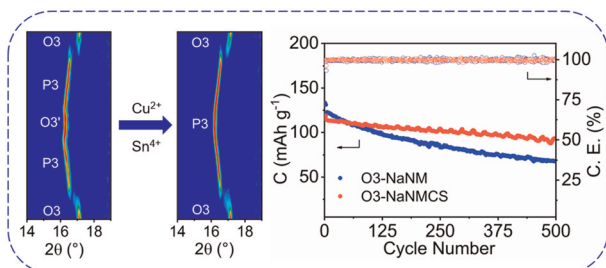 O3
P3
O3'
P3
O3
14 16 18
2θ (°)
Cu²⁺
Sn⁴⁺
O3
P3
O3
14 16 18
2θ (°)
200
150
100
50
0
C (mAh g⁻¹)
O3-NaNM
O3-NaNMCS
0 125 250 375 500
Cycle Number
100
75
50
25
C. E. (%)